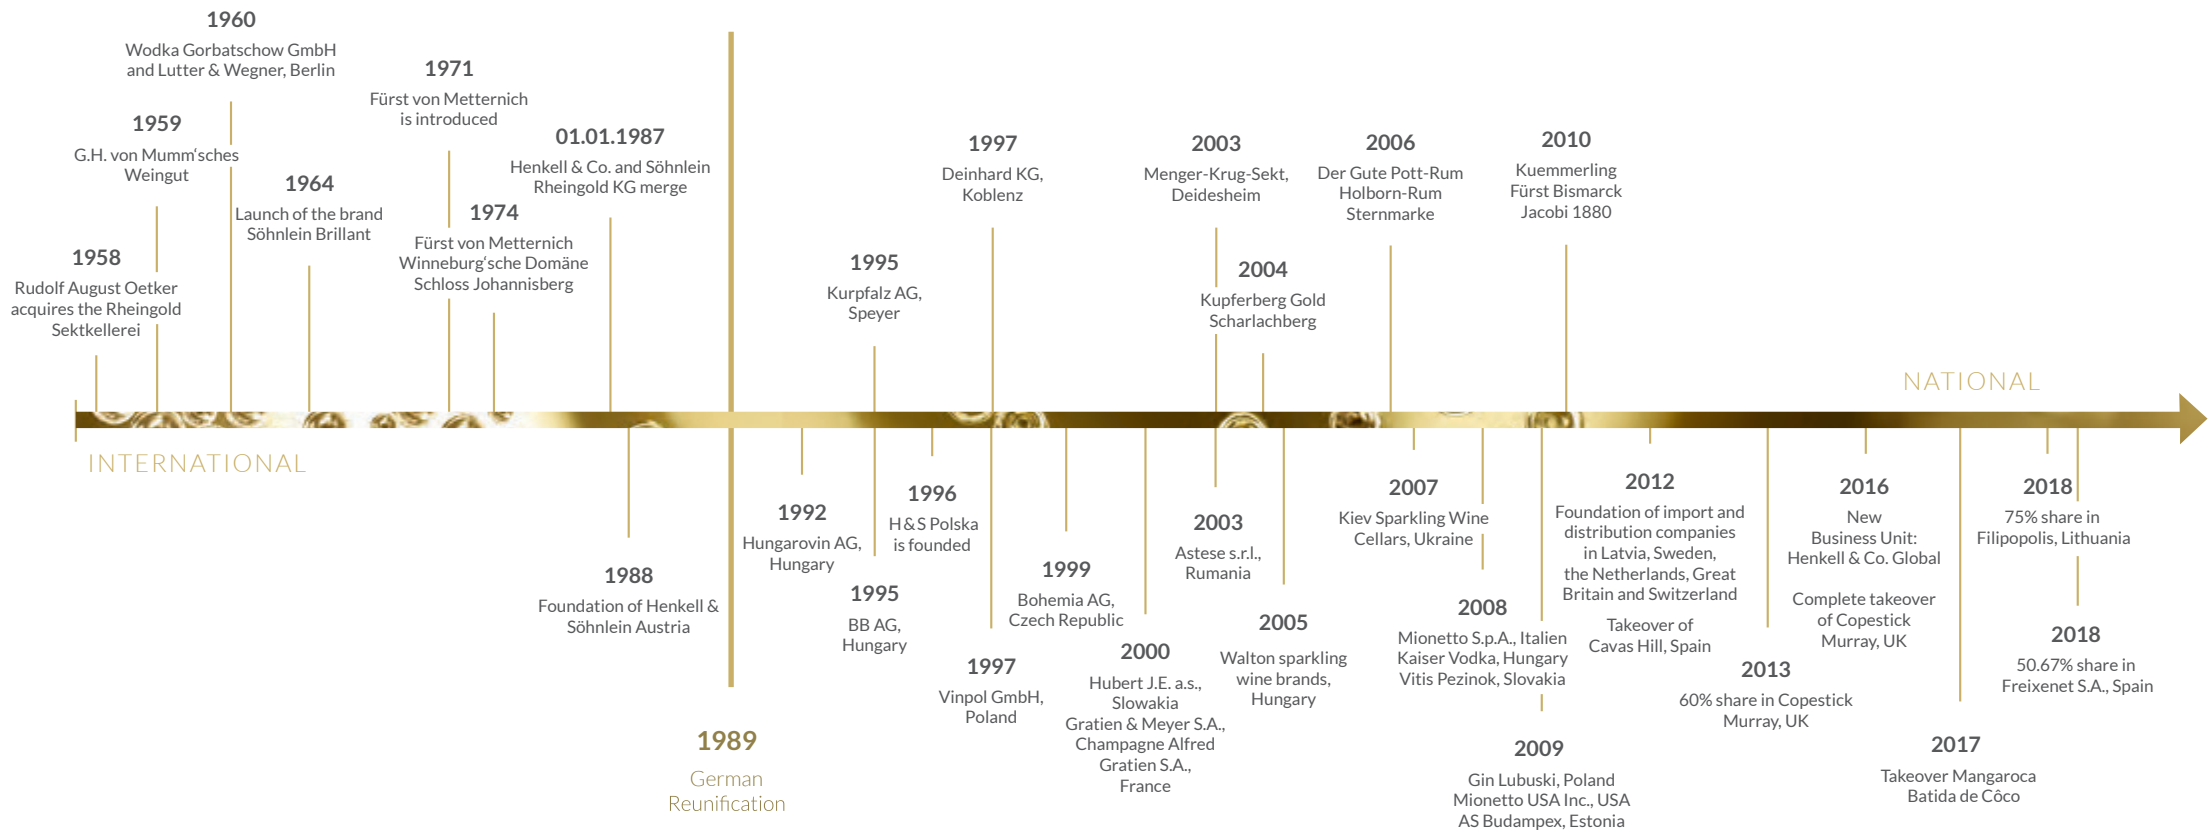 1960
Wodka Gorbatschow GmbH
and Lutter & Wegner, Berlin
1971
Fürst von Metternich
is introduced
1959
G.H. von Mumm‘sches
Weingut
01.01.1987
Henkell & Co. and Söhnlein
Rheingold KG merge
1964
Launch of the brand
Söhnlein Brillant
1974
Fürst von Metternich
Winneburg‘sche Domäne
Schloss Johannisberg
1958
Rudolf August Oetker
acquires the Rheingold
Sektkellerei
1995
Kurpfalz AG,
Speyer
1997
Deinhard KG,
Koblenz
2003
Menger-Krug-Sekt,
Deidesheim
2004
Kupferberg Gold
Scharlachberg
2006
Der Gute Pott-Rum
Holborn-Rum
Sternmarke
2010
Kuemmerling
Fürst Bismarck
Jacobi 1880
NATIONAL
INTERNATIONAL
1988
Foundation of Henkell &
Söhnlein Austria
1989
German
Reunification
1992
Hungarovin AG,
Hungary
1995
BB AG,
Hungary
1996
H & S Polska
is founded
1997
Vinpol GmbH,
Poland
1999
Bohemia AG,
Czech Republic
2000
Hubert J.E. a.s.,
Slowakia
Gratien & Meyer S.A.,
Champagne Alfred
Gratien S.A.,
France
2003
Astese s.r.l.,
Rumania
2005
Walton sparkling
wine brands,
Hungary
2007
Kiev Sparkling Wine
Cellars, Ukraine
2008
Mionetto S.p.A., Italien
Kaiser Vodka, Hungary
Vitis Pezinok, Slovakia
2009
Gin Lubuski, Poland
Mionetto USA Inc., USA
AS Budampex, Estonia
2012
Foundation of import and
distribution companies
in Latvia, Sweden,
the Netherlands, Great
Britain and Switzerland
Takeover of
Cavas Hill, Spain
2013
60% share in Copestick
Murray, UK
2016
New
Business Unit:
Henkell & Co. Global
Complete takeover
of Copestick
Murray, UK
2017
Takeover Mangaroca
Batida de Côco
2018
75% share in
Filipopolis, Lithuania
2018
50.67% share in
Freixenet S.A., Spain